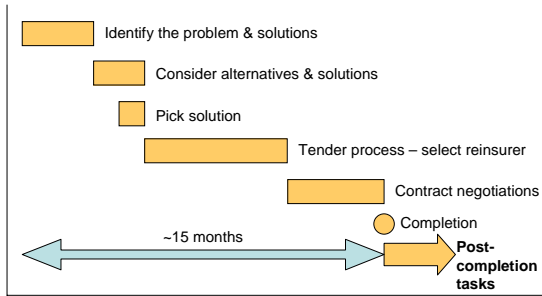 Identify the problem & solutions
Consider alternatives & solutions
Pick solution
Tender process – select reinsurer
Contract negotiations
Completion
~15 months
Post-
completion
tasks